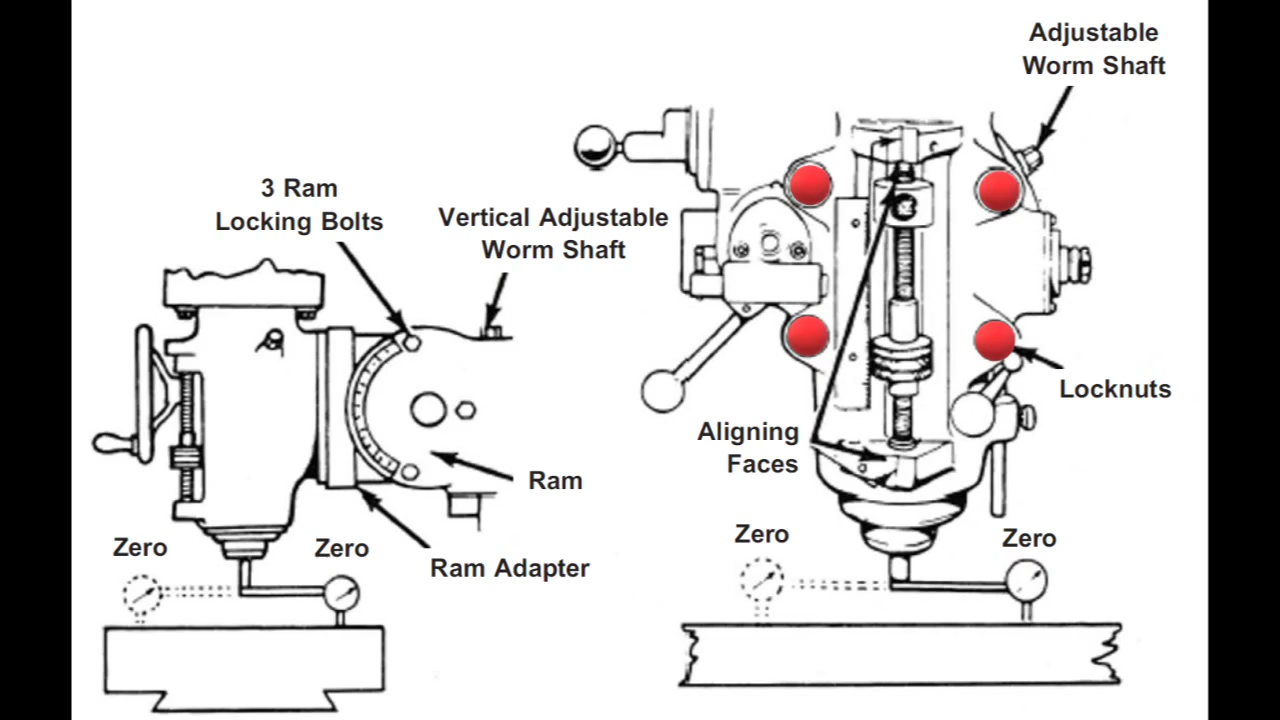 Adjustable
Worm Shaft
3 Ram
Locking Bolts
Vertical Adjustable
Worm Shaft
Locknuts
Aligning
Faces
Ram
Zero
Zero
Ram Adapter
Zero
Zero